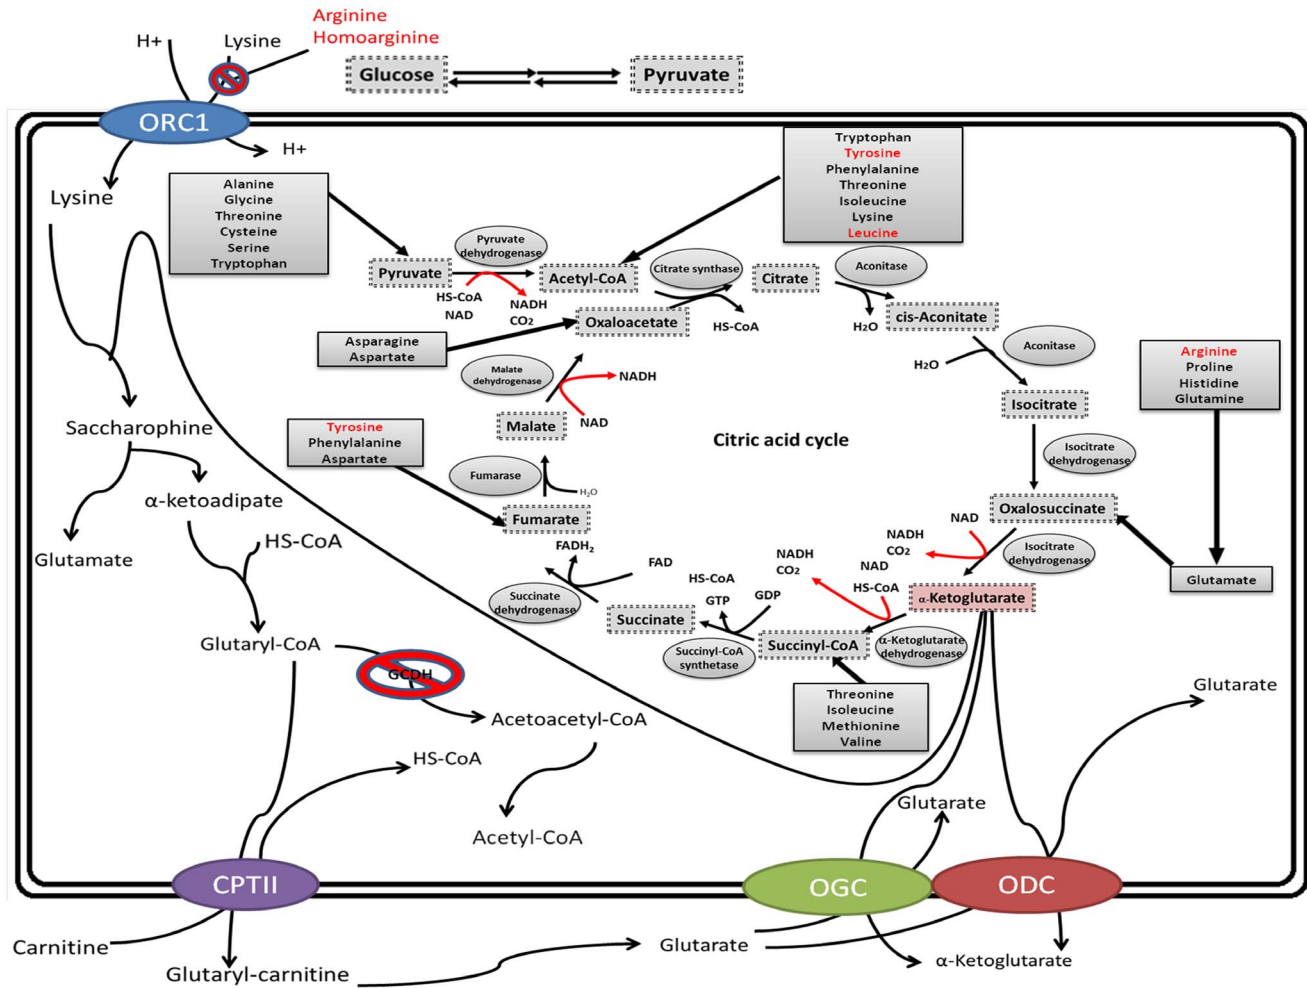 Arginine
Homoarginine
H+
Lysine
Glucose
Pyruvate
ORC1
H+
Lysine
Alanine
Glycine
Threonine
Cysteine
Serine
Tryptophan
Tryptophan
Tyrosine
Phenylalanine
Threonine
Isoleucine
Lysine
Leucine
Pyruvate
dehydrogenase
Pyruvate
Acetyl-CoA
Citrate synthase
Citrate
Aconitase
HS-CoA
NAD
NADH
CO2
Oxaloacetate
HS-CoA
H2O
cis-Aconitate
Asparagine
Aspartate
Malate
dehydrogenase
NADH
H2O
Aconitase
Arginine
Proline
Histidine
Glutamine
Isocitrate
Malate
NAD
Citric acid cycle
Saccharophine
Tyrosine
Phenylalanine
Aspartate
Isocitrate
dehydrogenase
Fumarase
H2O
α-ketoadipate
Fumarate
Oxalosuccinate
NAD
HS-CoA
Glutamate
FADH2
FAD
NADH
CO2
Isocitrate
dehydrogenase
NADH
CO2
NAD
HS-CoA
Glutamate
HS-CoA
GTP
GDP
α-Ketoglutarate
Succinate
dehydrogenase
Succinate
Succinyl-CoA
synthetase
Succinyl-CoA
α-Ketoglutarate
dehydrogenase
Glutaryl-CoA
GCDH
Threonine
Isoleucine
Methionine
Valine
Glutarate
Acetoacetyl-CoA
HS-CoA
Glutarate
Acetyl-CoA
CPTII
OGC
ODC
Carnitine
Glutaryl-carnitine
Glutarate
α-Ketoglutarate